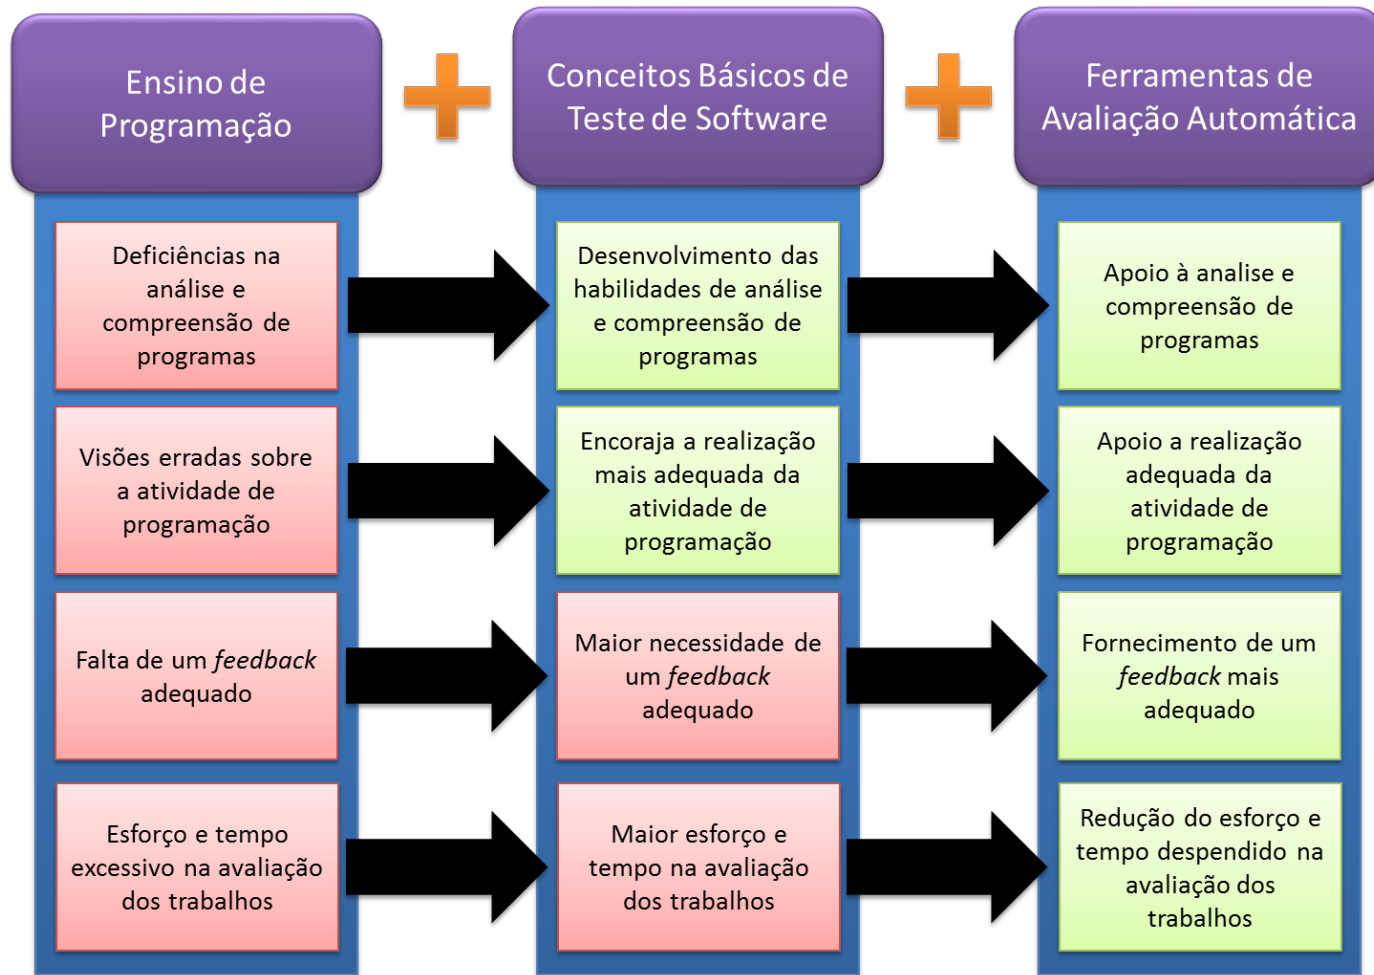 Ensino de
Programação
Conceitos Básicos de
Teste de Software
Ferramentas de
Avaliação Automática
Deficiências na
análise e
compreensão de
programas
Desenvolvimento das
habilidades de análise
e compreensão de
programas
Apoio à analise e
compreensão de
programas
Visões erradas sobre
a atividade de
programação
Encoraja a realização
mais adequada da
atividade de
programação
Apoio a realização
adequada da
atividade de
programação
Falta de um feedback
adequado
Maior necessidade de
um feedback
adequado
Fornecimento de um
feedback mais
adequado
Esforço e tempo
excessivo na avaliação
dos trabalhos
Maior esforço e
tempo na avaliação
dos trabalhos
Redução do esforço e
tempo despendido na
avaliação dos
trabalhos